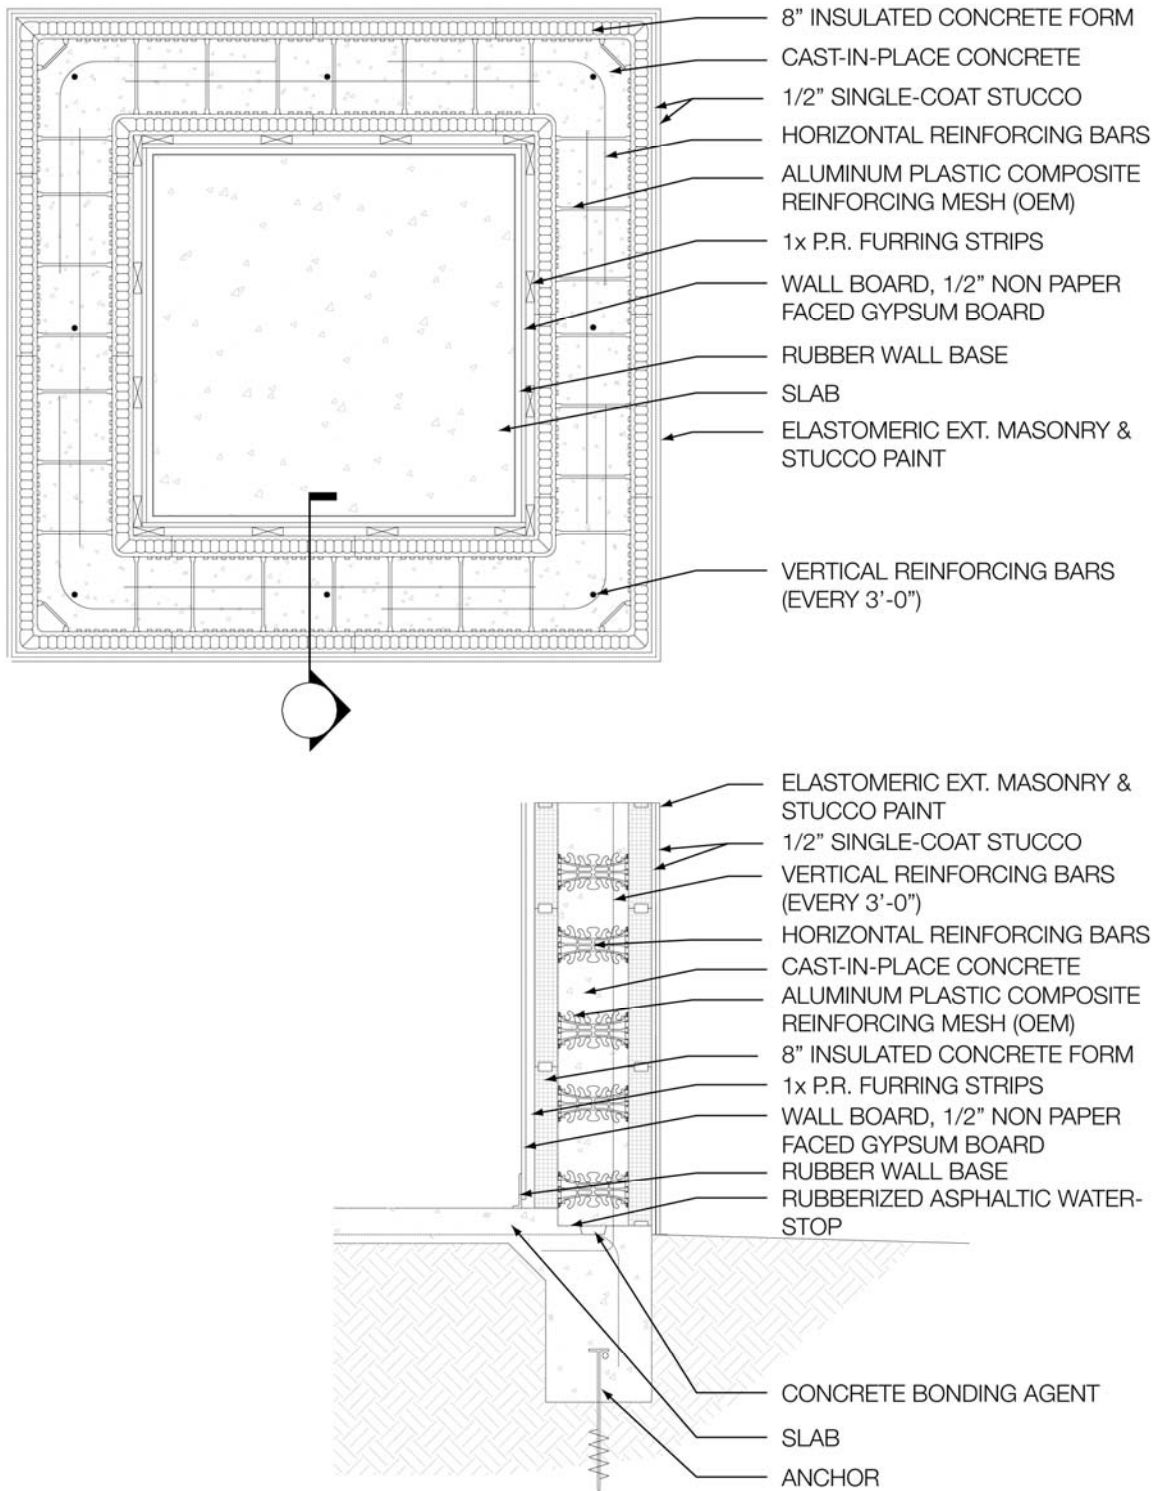 8” INSULATED CONCRETE FORM
CAST-IN-PLACE CONCRETE
1/2” SINGLE-COAT STUCCO
HORIZONTAL REINFORCING BARS
ALUMINUM PLASTIC COMPOSITE
REINFORCING MESH (OEM)
1x P.R. FURRING STRIPS
WALL BOARD, 1/2” NON PAPER
FACED GYPSUM BOARD
RUBBER WALL BASE
SLAB
ELASTOMERIC EXT. MASONRY &
STUCCO PAINT
VERTICAL REINFORCING BARS
(EVERY 3’-0”)
ELASTOMERIC EXT. MASONRY &
STUCCO PAINT
1/2” SINGLE-COAT STUCCO
VERTICAL REINFORCING BARS
(EVERY 3’-0”)
HORIZONTAL REINFORCING BARS
CAST-IN-PLACE CONCRETE
ALUMINUM PLASTIC COMPOSITE
REINFORCING MESH (OEM)
8” INSULATED CONCRETE FORM
1x P.R. FURRING STRIPS
WALL BOARD, 1/2” NON PAPER
FACED GYPSUM BOARD
RUBBER WALL BASE
RUBBERIZED ASPHALTIC WATER-
STOP
CONCRETE BONDING AGENT
SLAB
ANCHOR